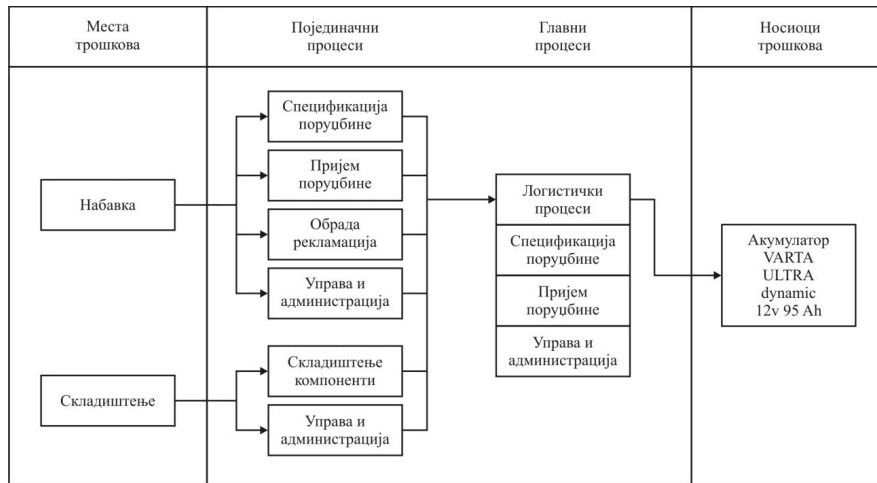 Места
трошкова
Појединачни
процеси
Главни
процеси
Носиоци
трошкова
Набавка
Складиштење
Спецификација
поруџбине
Пријем
поруџбине
Обрада
рекламација
Управа и
администрација
Складиштење
компоненти
Управа и
администрација
Логистички
процеси
Спецификација
поруџбине
Пријем
поруџбине
Управа и
администрација
Акумулатор
VARTA
ULTRA
dynamic
12v 95 Ah